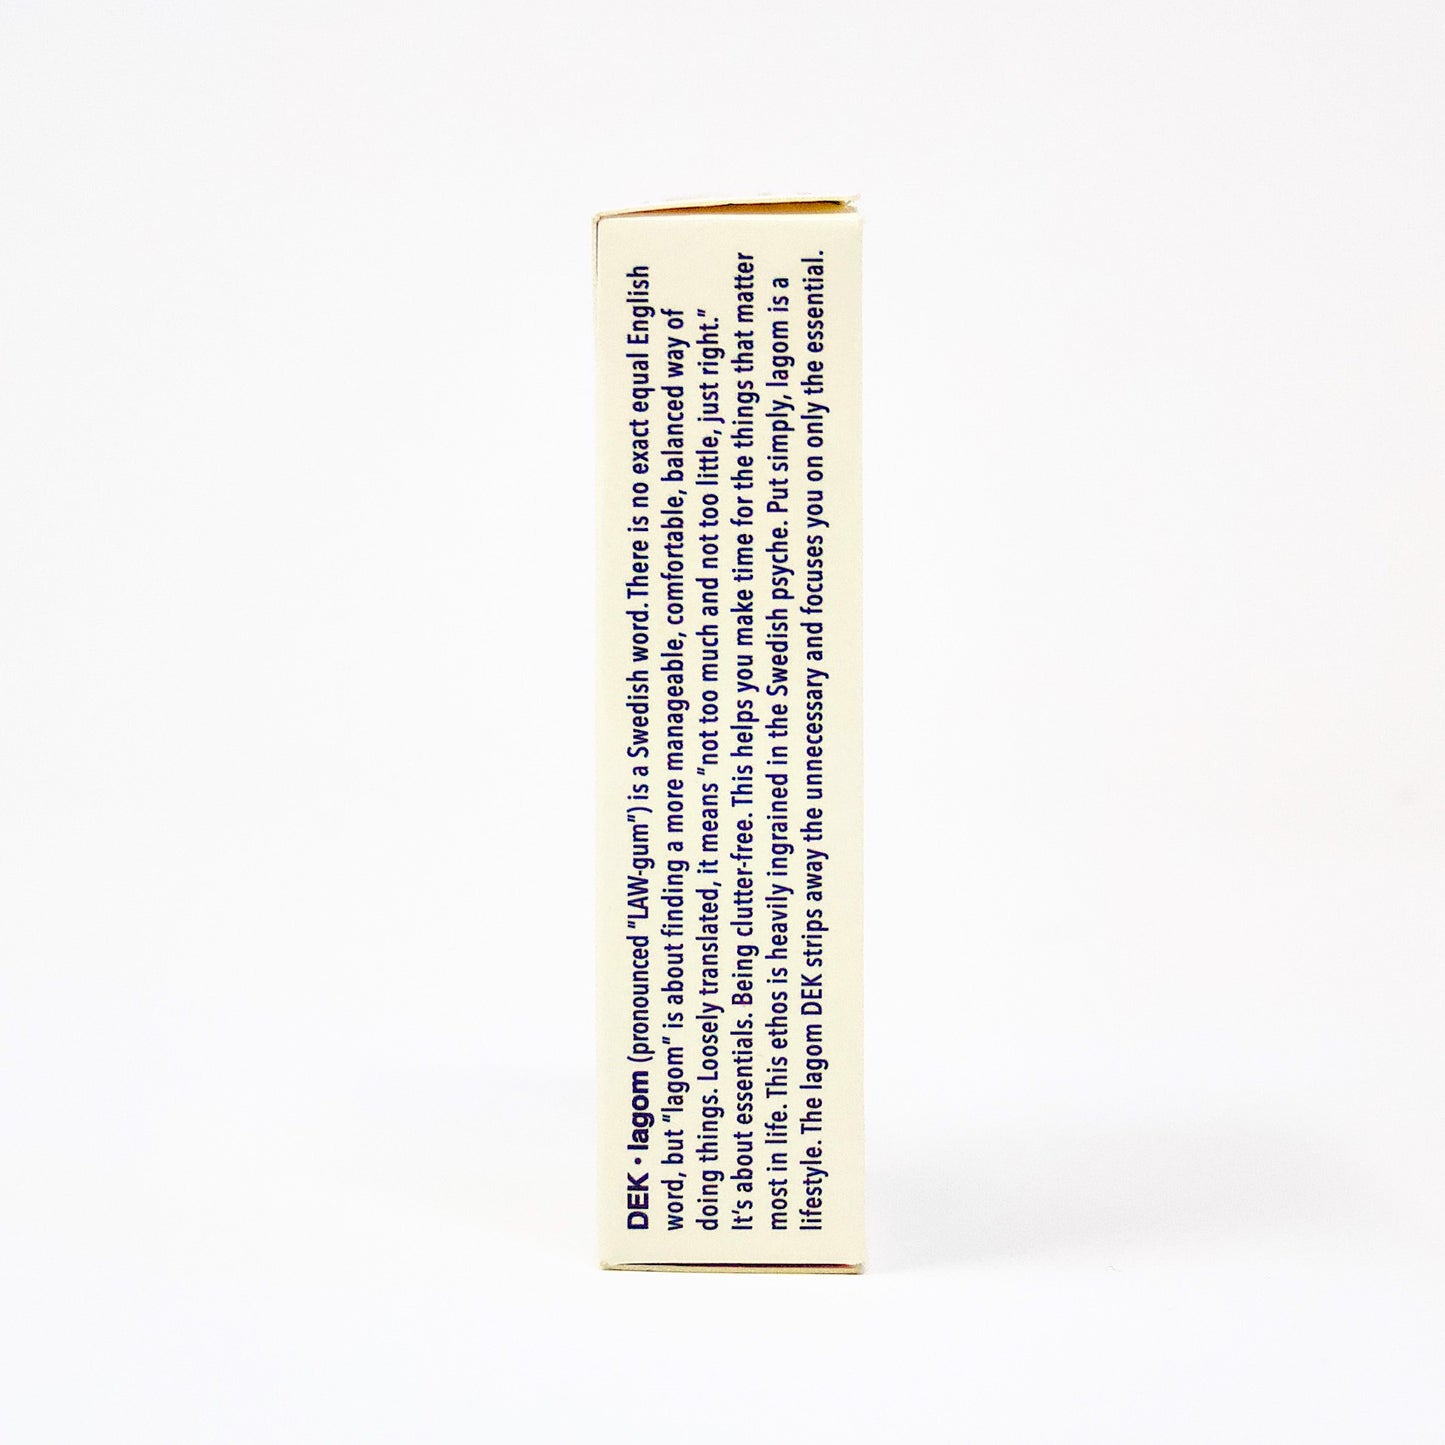 DEK • lagom (pronounced "LAW-gum") is a Swedish word. There is no exact equal English
word, but "lagom" is about finding a more manageable, comfortable, balanced way of
doing things. Loosely translated, it means "not too much and not too little, just right."
It's about essentials. Being clutter-free. This helps you make time for the things that matter
most in life. This ethos is heavily ingrained in the Swedish psyche. Put simply, lagom is a
lifestyle. The lagom DEK strips away the unnecessary and focuses you on only the essential.